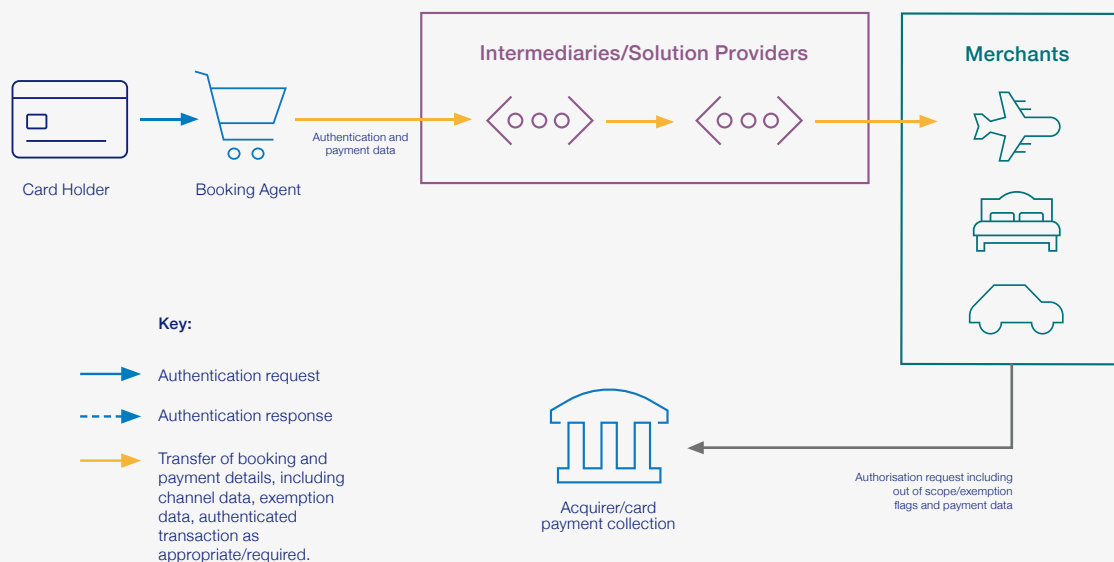 Intermediaries/Solution Providers
Merchants
Authentication and
payment data
Card Holder
Booking Agent
Key:
Authentication request
Authentication response
Transfer of booking and
payment details, including
channel data, exemption
data, authenticated
transaction as
appropriate/required.
Acquirer/card
payment collection
Authorisation request including
out of scope/exemption
flags and payment data